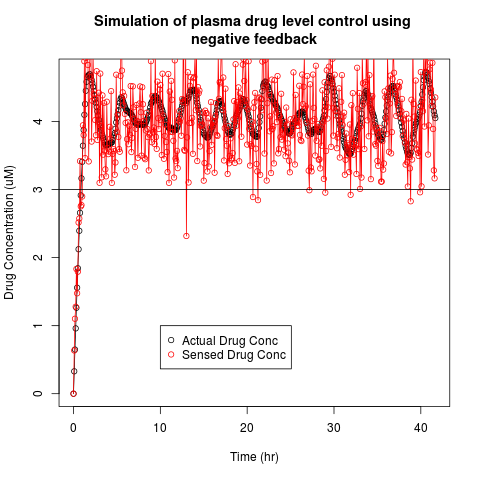 Simulation of plasma drug level control using
negative feedback
Drug Concentration (uM)
4
3
2
1
0
Actual Drug Conc
Sensed Drug Conc
0 10 20 30 40
Time (hr)